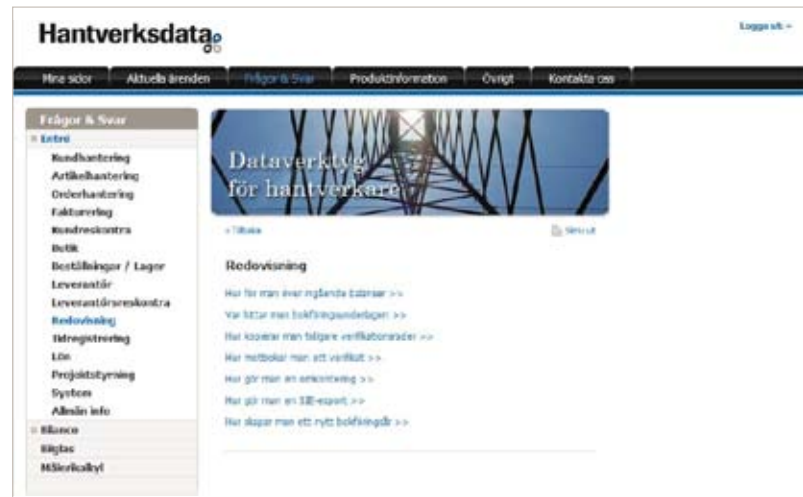 Hantverksdata
Logga ut »
Mina sidor
Aktuella ärenden
Frågor & Svar
Produktinformation
Övrigt
Kontakta oss
Frågor & Svar
Entré
Kundhantering
Artikelhantering
Orderhantering
Fakturering
Kundreskontra
Butik
Beställningar / Lager
Leverantör
Leverantörsreskontra
Redovisning
Tidregistrering
Lön
Projektstyrning
System
Allmän info
Bilanco
Bilglas
Målerikalkyl
Dataverktyg
för hantverkare
« Tillbaka
Skriv ut
Redovisning
Hur för man över ingående balanser >>
Var hittar man bokföringsunderlagen >>
Hur kopierar man tidigare verifikationsrader >>
Hur motbokar man ett verifikat >>
Hur gör man en omkontering >>
Hur gör man en SIE-export >>
Hur skapar man ett nytt bokföringsår >>